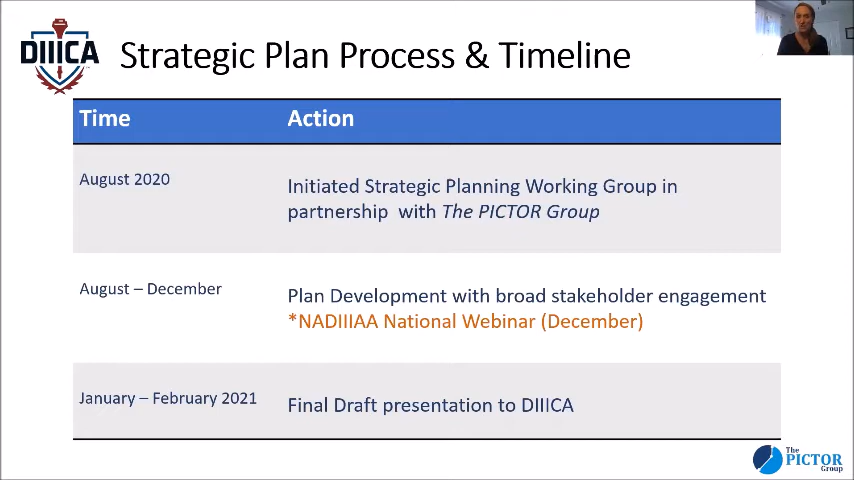 DIIICA
Strategic Plan Process & Timeline
Time Action
August 2020
Initiated Strategic Planning Working Group in
partnership with The PICTOR Group
August – December
Plan Development with broad stakeholder engagement
*NADIIIAA National Webinar (December)
January – February 2021
Final Draft presentation to DIIICA
The
PICTOR
Group